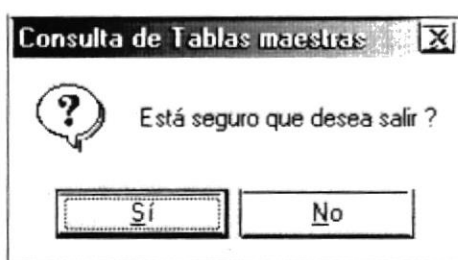 Consulta de Tablas maestras
Está seguro que desea salir ?
Sí
No